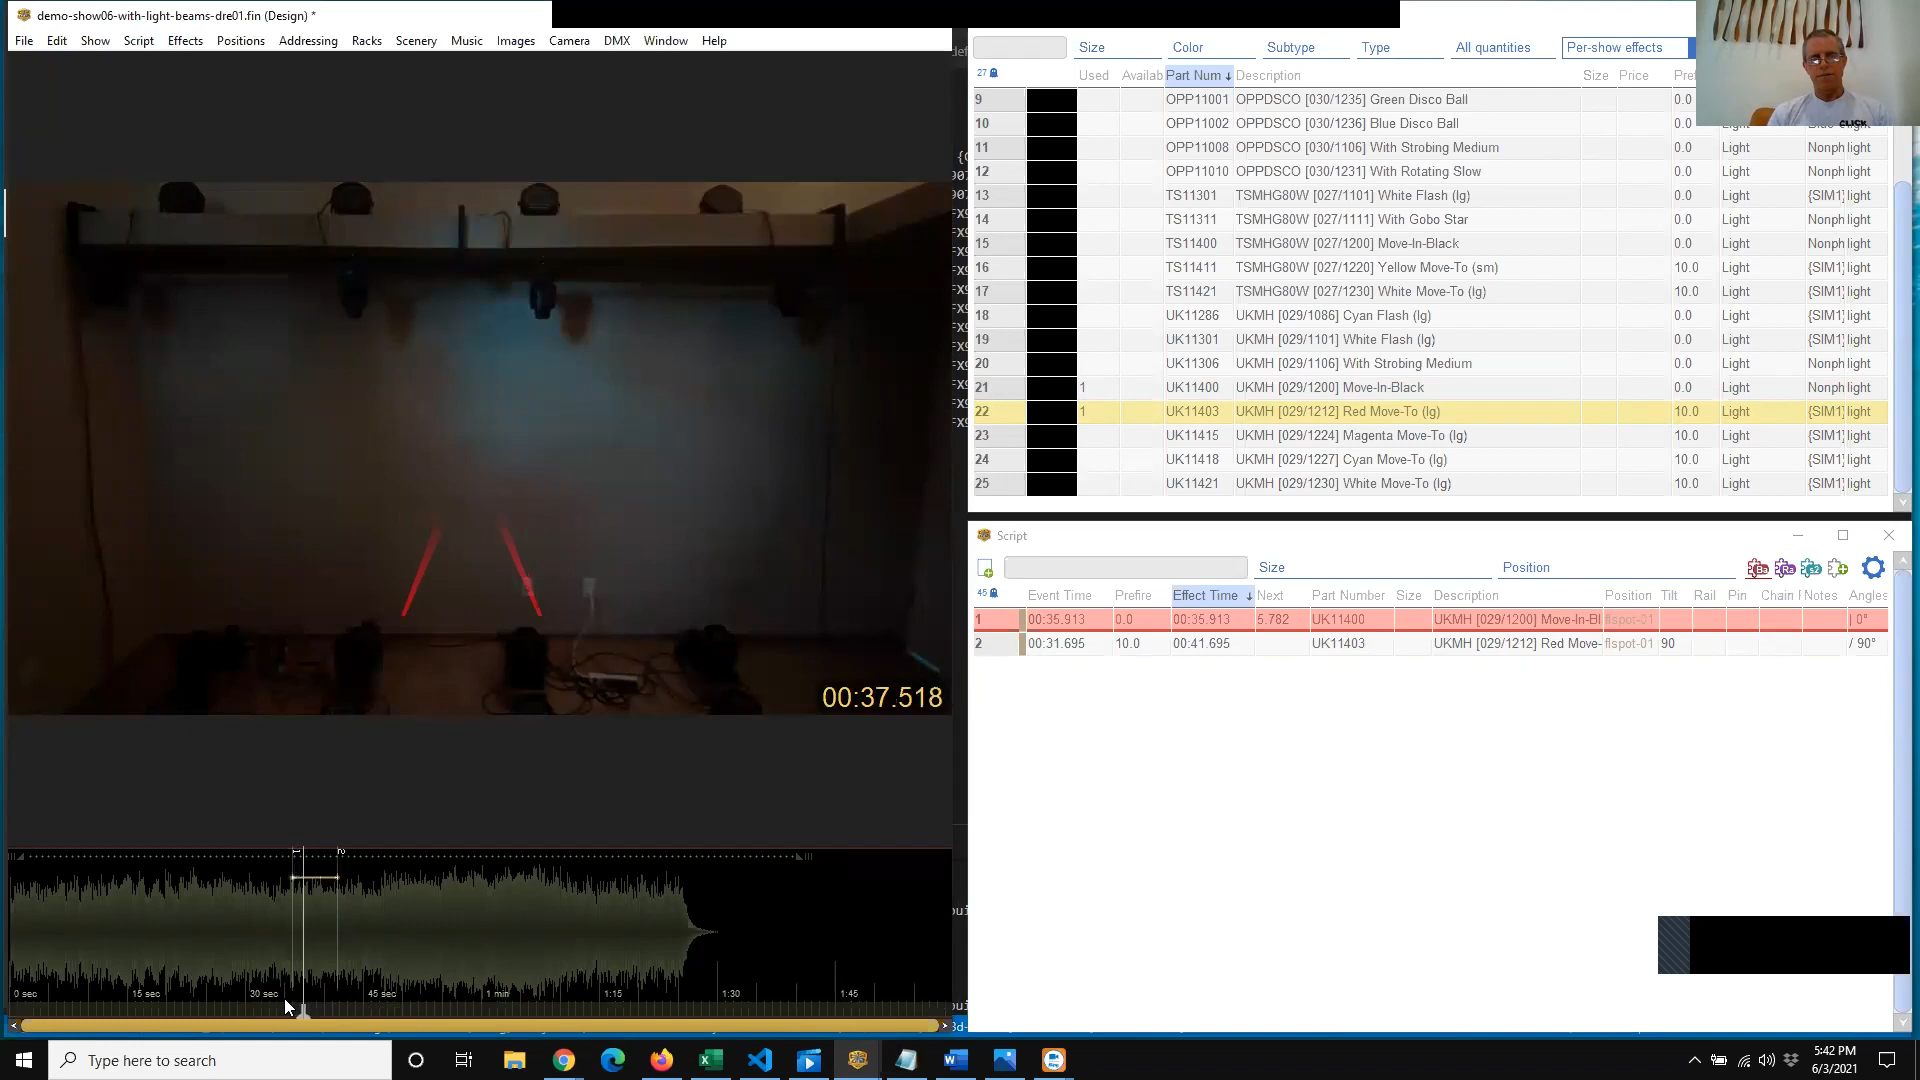 demo-show06-with-light-beams-dre01.fin (Design) *
File Edit Show Script Effects Positions Addressing Racks Scenery Music Images Camera DMX Window Help
Size Color Subtype Type All quantities Per-show effects
27 Used Availab Part Num ↓ Description Size Price Pref
9 OPP11001 OPPDSCO [030/1235] Green Disco Ball 0.0
10 OPP11002 OPPDSCO [030/1236] Blue Disco Ball 0.0
11 OPP11008 OPPDSCO [030/1106] With Strobing Medium 0.0 Light Nonph light
12 OPP11010 OPPDSCO [030/1231] With Rotating Slow 0.0 Light Nonph light
13 TS11301 TSMHG80W [027/1101] White Flash (lg) 0.0 Light {SIM1} light
14 TS11311 TSMHG80W [027/1111] With Gobo Star 0.0 Light Nonph light
15 TS11400 TSMHG80W [027/1200] Move-In-Black 0.0 Light Nonph light
16 TS11411 TSMHG80W [027/1220] Yellow Move-To (sm) 10.0 Light {SIM1} light
17 TS11421 TSMHG80W [027/1230] White Move-To (lg) 10.0 Light {SIM1} light
18 UK11286 UKMH [029/1086] Cyan Flash (lg) 0.0 Light {SIM1} light
19 UK11301 UKMH [029/1101] White Flash (lg) 0.0 Light {SIM1} light
20 UK11306 UKMH [029/1106] With Strobing Medium 0.0 Light Nonph light
21 1 UK11400 UKMH [029/1200] Move-In-Black 0.0 Light Nonph light
22 1 UK11403 UKMH [029/1212] Red Move-To (lg) 10.0 Light {SIM1} light
23 UK11415 UKMH [029/1224] Magenta Move-To (lg) 10.0 Light {SIM1} light
24 UK11418 UKMH [029/1227] Cyan Move-To (lg) 10.0 Light {SIM1} light
25 UK11421 UKMH [029/1230] White Move-To (lg) 10.0 Light {SIM1} light
CLICK
00:37.518
Script
Size Position
45 Event Time Prefire Effect Time ↓ Next Part Number Size Description Position Tilt Rail Pin Chain Notes Angles
1 00:35.913 0.0 00:35.913 5.782 UK11400 UKMH [029/1200] Move-In-Bl flspot-01 | 0°
2 00:31.695 10.0 00:41.695 UK11403 UKMH [029/1212] Red Move- flspot-01 90 / 90°
1 2
0 sec 15 sec 30 sec 45 sec 1 min 1:15 1:30 1:45
Type here to search
5:42 PM
6/3/2021